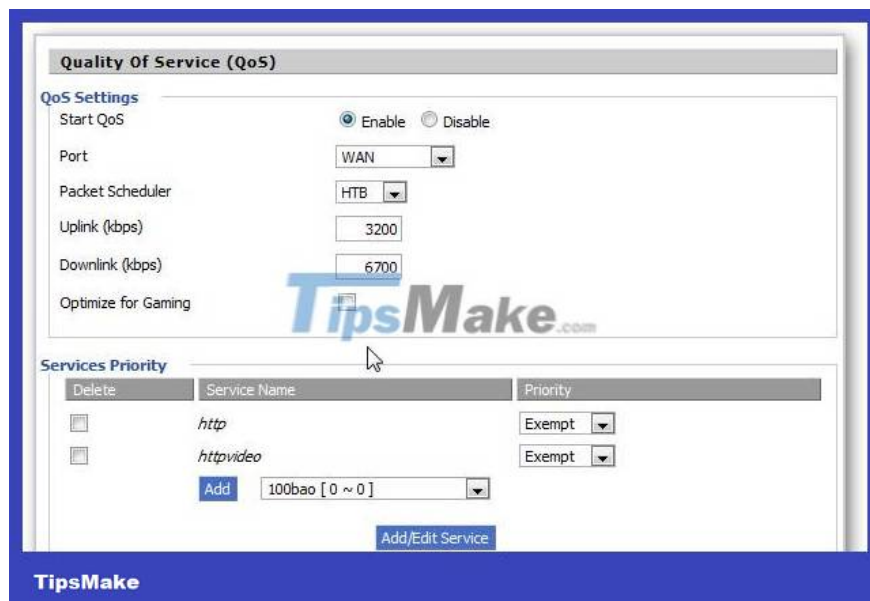 Quality Of Service (QoS)
QoS Settings
Start QoS Enable Disable
Port WAN
Packet Scheduler HTB
Uplink (kbps) 3200
Downlink (kbps) 6700
Optimize for Gaming
TipsMake.com
Services Priority
Delete Service Name Priority
http Exempt
httpvideo Exempt
Add 100bao [ 0 ~ 0 ]
Add/Edit Service
TipsMake